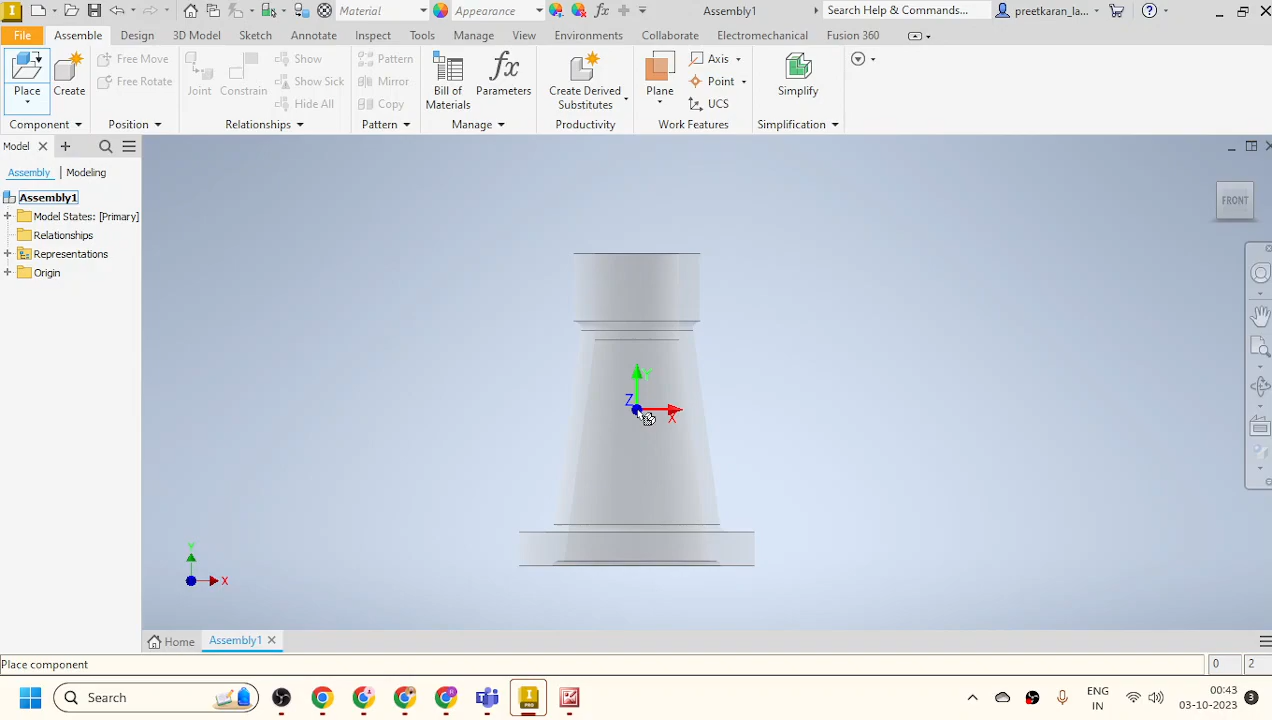 Material
Appearance
fx
Assembly1
Search Help & Commands...
preetkaran_la...
File
Assemble
Design
3D Model
Sketch
Annotate
Inspect
Tools
Manage
View
Environments
Collaborate
Electromechanical
Fusion 360
Place
Create
Free Move
Free Rotate
Joint
Constrain
Show
Show Sick
Hide All
Pattern
Mirror
Copy
Bill of
Materials
fx
Parameters
Create Derived
Substitutes
Plane
Axis
Point
UCS
Simplify
Component
Position
Relationships
Pattern
Manage
Productivity
Work Features
Simplification
Model
Assembly
Modeling
Assembly1
Model States: [Primary]
Relationships
Representations
Origin
FRONT
Y
Z
X
Y
X
Home
Assembly1
Place component
0
2
Search
PRO
ENG
IN
00:43
03-10-2023
3